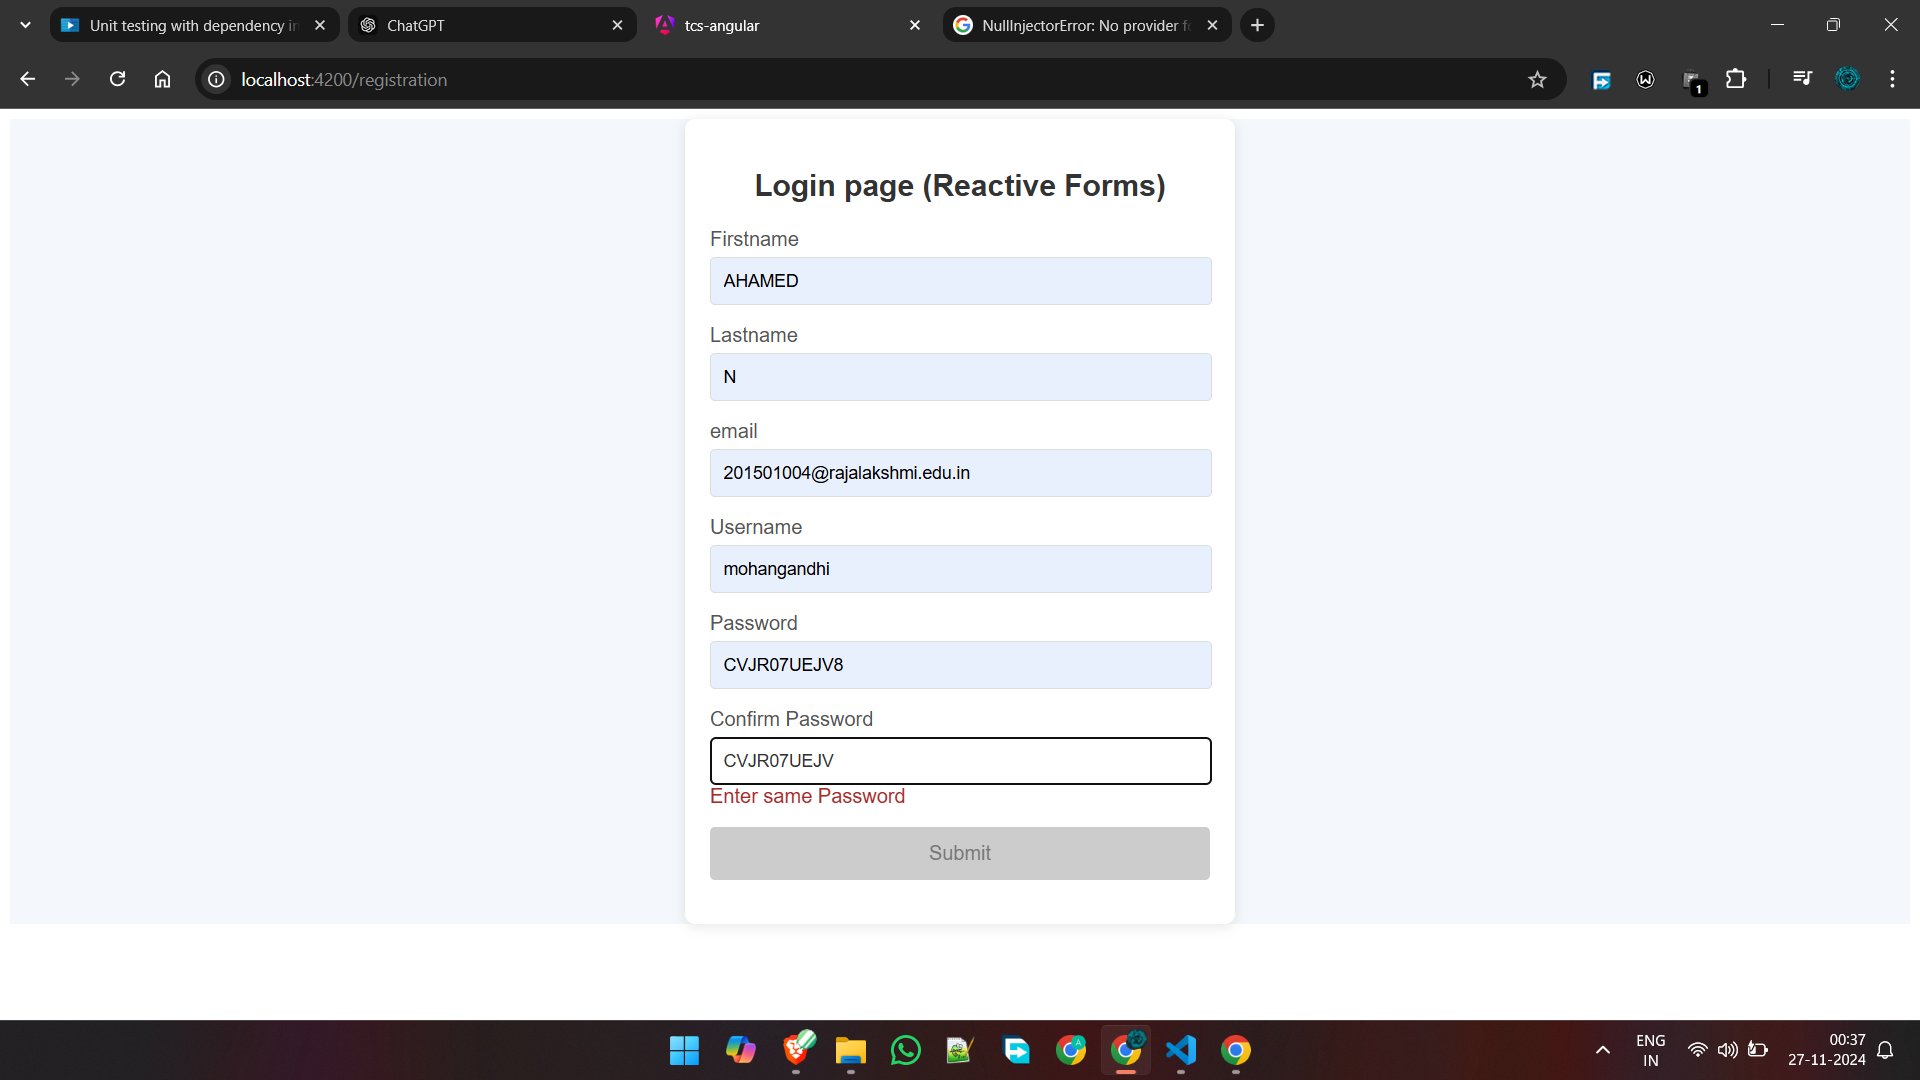 Unit testing with dependency in
ChatGPT
tcs-angular
NullInjectorError: No provider f
localhost:4200/registration
1
Login page (Reactive Forms)
Firstname
AHAMED
Lastname
N
email
201501004@rajalakshmi.edu.in
Username
mohangandhi
Password
CVJR07UEJV8
Confirm Password
CVJR07UEJV
Enter same Password
Submit
ENG
IN
00:37
27-11-2024